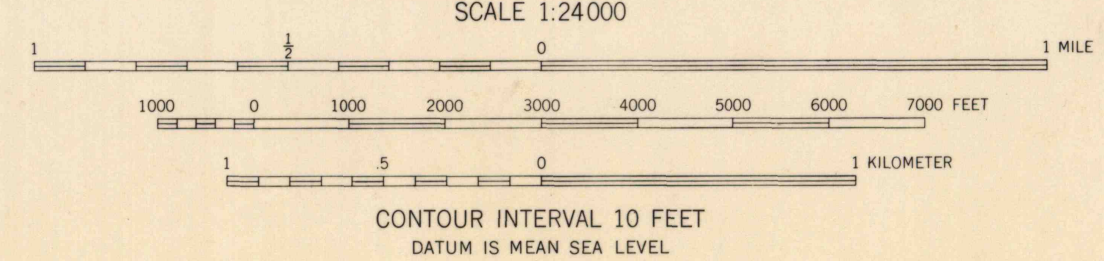 SCALE 1:24000
1 1/2 0 1 MILE
1000 0 1000 2000 3000 4000 5000 6000 7000 FEET
1 .5 0 1 KILOMETER
CONTOUR INTERVAL 10 FEET
DATUM IS MEAN SEA LEVEL